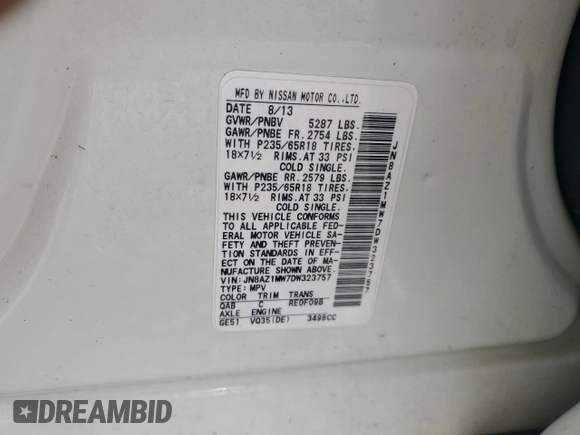 MFD BY NISSAN MOTOR CO.,LTD.
DATE 8/13
GVWR/PNBV 5287 LBS.
GAWR/PNBE FR. 2754 LBS.
WITH P235/65R18 TIRES,
18X7½ RIMS, AT 33 PSI
COLD SINGLE.
GAWR/PNBE RR. 2579 LBS.
WITH P235/65R18 TIRES,
18X7½ RIMS, AT 33 PSI
COLD SINGLE.
THIS VEHICLE CONFORMS
TO ALL APPLICABLE FED-
ERAL MOTOR VEHICLE SA-
FETY AND THEFT PREVEN-
TION STANDARDS IN EFF-
ECT ON THE DATE OF MA-
NUFACTURE SHOWN ABOVE.
VIN:JN8AZ1MW7DW323757
TYPE:MPV
COLOR TRIM TRANS
QAB C RE0F09B
AXLE ENGINE
GE51 VQ35(DE) 3498CC
JN8AZ1MW7DW323757
DREAMBID